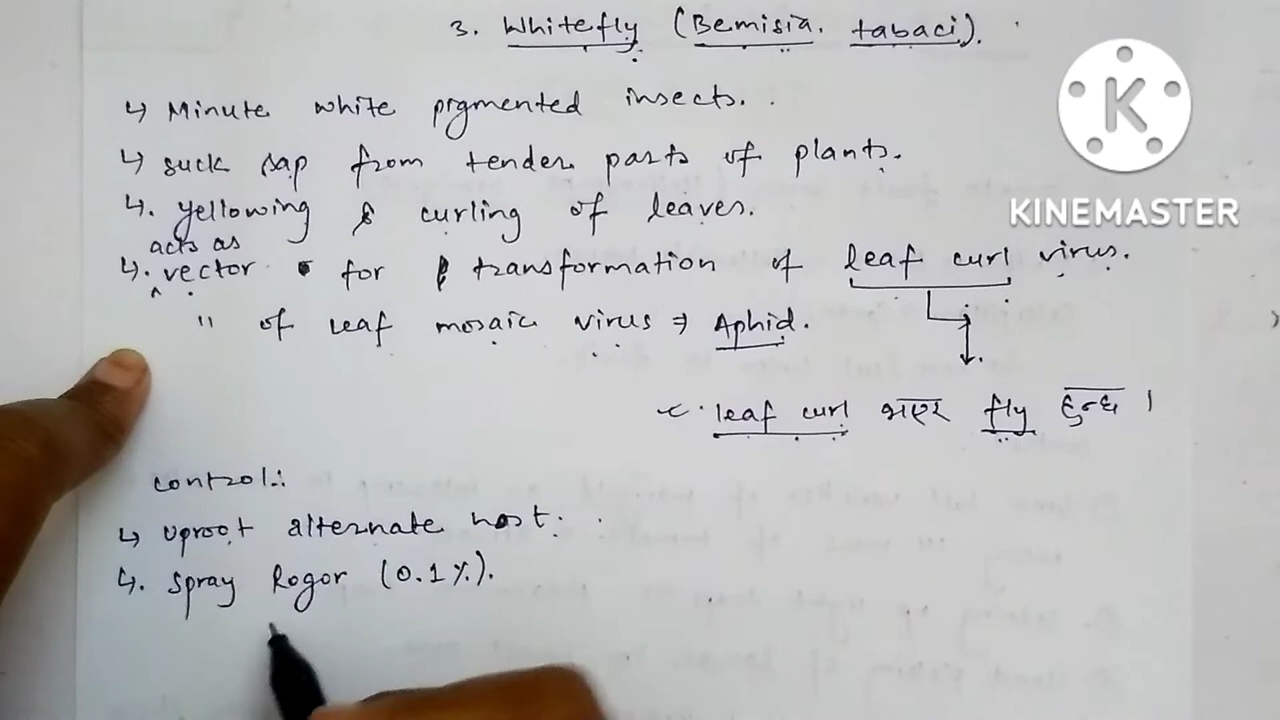 3. Whitefly (Bemisia. tabaci).
↳ Minute white pigmented insects.
↳ suck sap from tender parts of plants.
↳. yellowing & curling of leaves.
acts as
↳. vector for transformation of leaf curl virus.
" of leaf mosaic virus ⇒ Aphid.
leaf curl भएर fly हुन्छ ।
control:
↳ Uproot alternate host.
↳. Spray Rogor (0.1%).
K
KINEMASTER